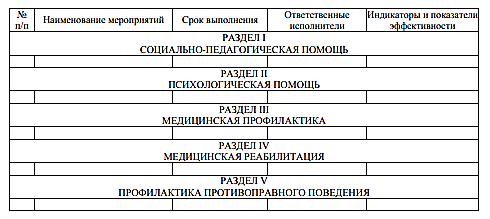 № п/п Наименование мероприятий Срок выполнения Ответственные исполнители Индикаторы и показатели эффективности
РАЗДЕЛ I
СОЦИАЛЬНО-ПЕДАГОГИЧЕСКАЯ ПОМОЩЬ
РАЗДЕЛ II
ПСИХОЛОГИЧЕСКАЯ ПОМОЩЬ
РАЗДЕЛ III
МЕДИЦИНСКАЯ ПРОФИЛАКТИКА
РАЗДЕЛ IV
МЕДИЦИНСКАЯ РЕАБИЛИТАЦИЯ
РАЗДЕЛ V
ПРОФИЛАКТИКА ПРОТИВОПРАВНОГО ПОВЕДЕНИЯ